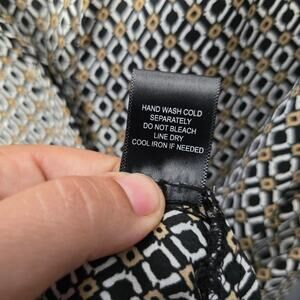 HAND WASH COLD
SEPARATELY
DO NOT BLEACH
LINE DRY
COOL IRON IF NEEDED